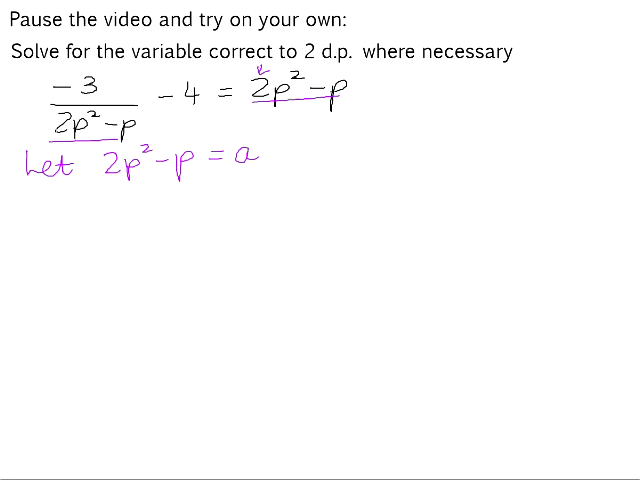 Pause the video and try on your own:
Solve for the variable correct to 2 d.p. where necessary
-3/(2p²-p) - 4 = 2p²-p
Let 2p²-p = a